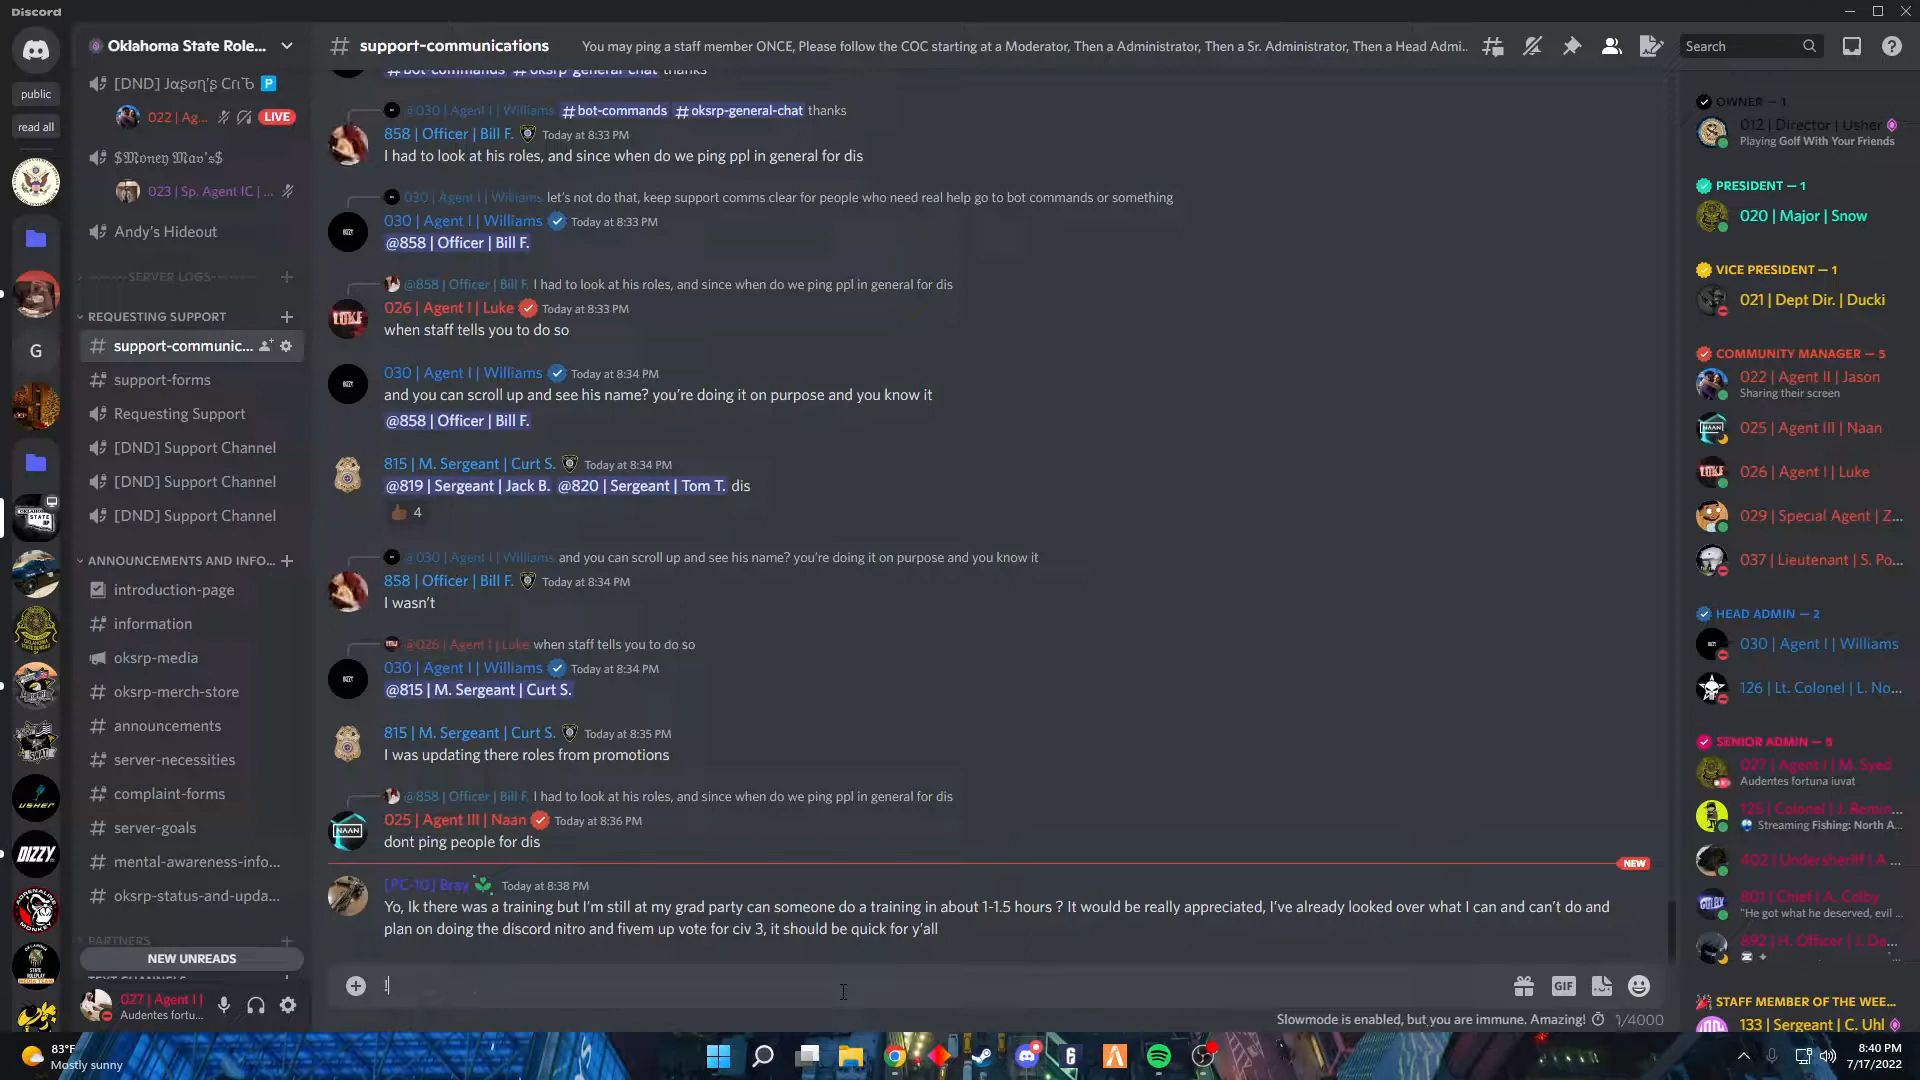 Discord
public
read all
G
USHER
DIZZY
Oklahoma State Role...
[DND] Jαʂσɳ'ʂ CɾιႦ
022 | Ag...
LIVE
$𝔐𝔬𝔫𝔢𝔶 𝔐𝔞𝔳'𝔰$
023 | Sp. Agent IC | ...
Andy's Hideout
SERVER LOGS
REQUESTING SUPPORT
support-communic...
support-forms
Requesting Support
[DND] Support Channel
[DND] Support Channel
[DND] Support Channel
ANNOUNCEMENTS AND INFO...
introduction-page
information
oksrp-media
oksrp-merch-store
announcements
server-necessities
complaint-forms
server-goals
mental-awareness-info...
oksrp-status-and-upda...
PARTNERS
NEW UNREADS
027 | Agent I |
Audentes fortu...
support-communications
You may ping a staff member ONCE, Please follow the COC starting at a Moderator, Then a Administrator, Then a Sr. Administrator, Then a Head Admi...
Search
#bot-commands #oksrp-general-chat thanks
@030 | Agent I | Williams #bot-commands #oksrp-general-chat thanks
858 | Officer | Bill F. Today at 8:33 PM
I had to look at his roles, and since when do we ping ppl in general for dis
030 | Agent I | Williams let's not do that, keep support comms clear for people who need real help go to bot commands or something
030 | Agent I | Williams Today at 8:33 PM
@858 | Officer | Bill F.
@858 | Officer | Bill F. I had to look at his roles, and since when do we ping ppl in general for dis
026 | Agent I | Luke Today at 8:33 PM
when staff tells you to do so
030 | Agent I | Williams Today at 8:34 PM
and you can scroll up and see his name? you're doing it on purpose and you know it
@858 | Officer | Bill F.
815 | M. Sergeant | Curt S. Today at 8:34 PM
@819 | Sergeant | Jack B. @820 | Sergeant | Tom T. dis
4
@030 | Agent I | Williams and you can scroll up and see his name? you're doing it on purpose and you know it
858 | Officer | Bill F. Today at 8:34 PM
I wasn't
@026 | Agent I | Luke when staff tells you to do so
030 | Agent I | Williams Today at 8:34 PM
@815 | M. Sergeant | Curt S.
815 | M. Sergeant | Curt S. Today at 8:35 PM
I was updating there roles from promotions
@858 | Officer | Bill F. I had to look at his roles, and since when do we ping ppl in general for dis
025 | Agent III | Naan Today at 8:36 PM
dont ping people for dis
NEW
[PC-10] Bray Today at 8:38 PM
Yo, Ik there was a training but I'm still at my grad party can someone do a training in about 1-1.5 hours ? It would be really appreciated, I've already looked over what I can and can't do and
plan on doing the discord nitro and fivem up vote for civ 3, it should be quick for y'all
!
GIF
Slowmode is enabled, but you are immune. Amazing!
1/4000
OWNER — 1
012 | Director | Usher
Playing Golf With Your Friends
PRESIDENT — 1
020 | Major | Snow
VICE PRESIDENT — 1
021 | Dept Dir. | Ducki
COMMUNITY MANAGER — 5
022 | Agent II | Jason
Sharing their screen
025 | Agent III | Naan
026 | Agent I | Luke
029 | Special Agent | Z...
037 | Lieutenant | S. Po...
HEAD ADMIN — 2
030 | Agent I | Williams
126 | Lt. Colonel | L. No...
SENIOR ADMIN — 5
027 | Agent I | M. Syed
Audentes fortuna iuvat
125 | Colonel | J. Remin...
Streaming Fishing: North A...
402 | Undersheriff | A ...
801 | Chief | A. Colby
"He got what he deserved, evil ...
892 | H. Officer | J. De...
STAFF MEMBER OF THE WEE...
133 | Sergeant | C. Uhl
83°F
Mostly sunny
8:40 PM
7/17/2022